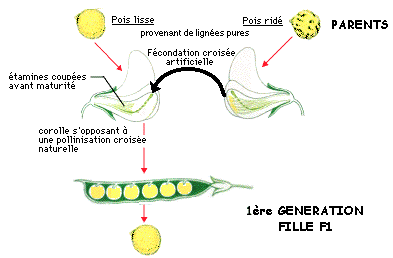 Pois lisse
Pois ridé
PARENTS
provenant de lignées pures
Fécondation croisée
artificielle
étamines coupées
avant maturité
corolle s'opposant à
une pollinisation croisée
naturelle
1ère GENERATION
FILLE F1